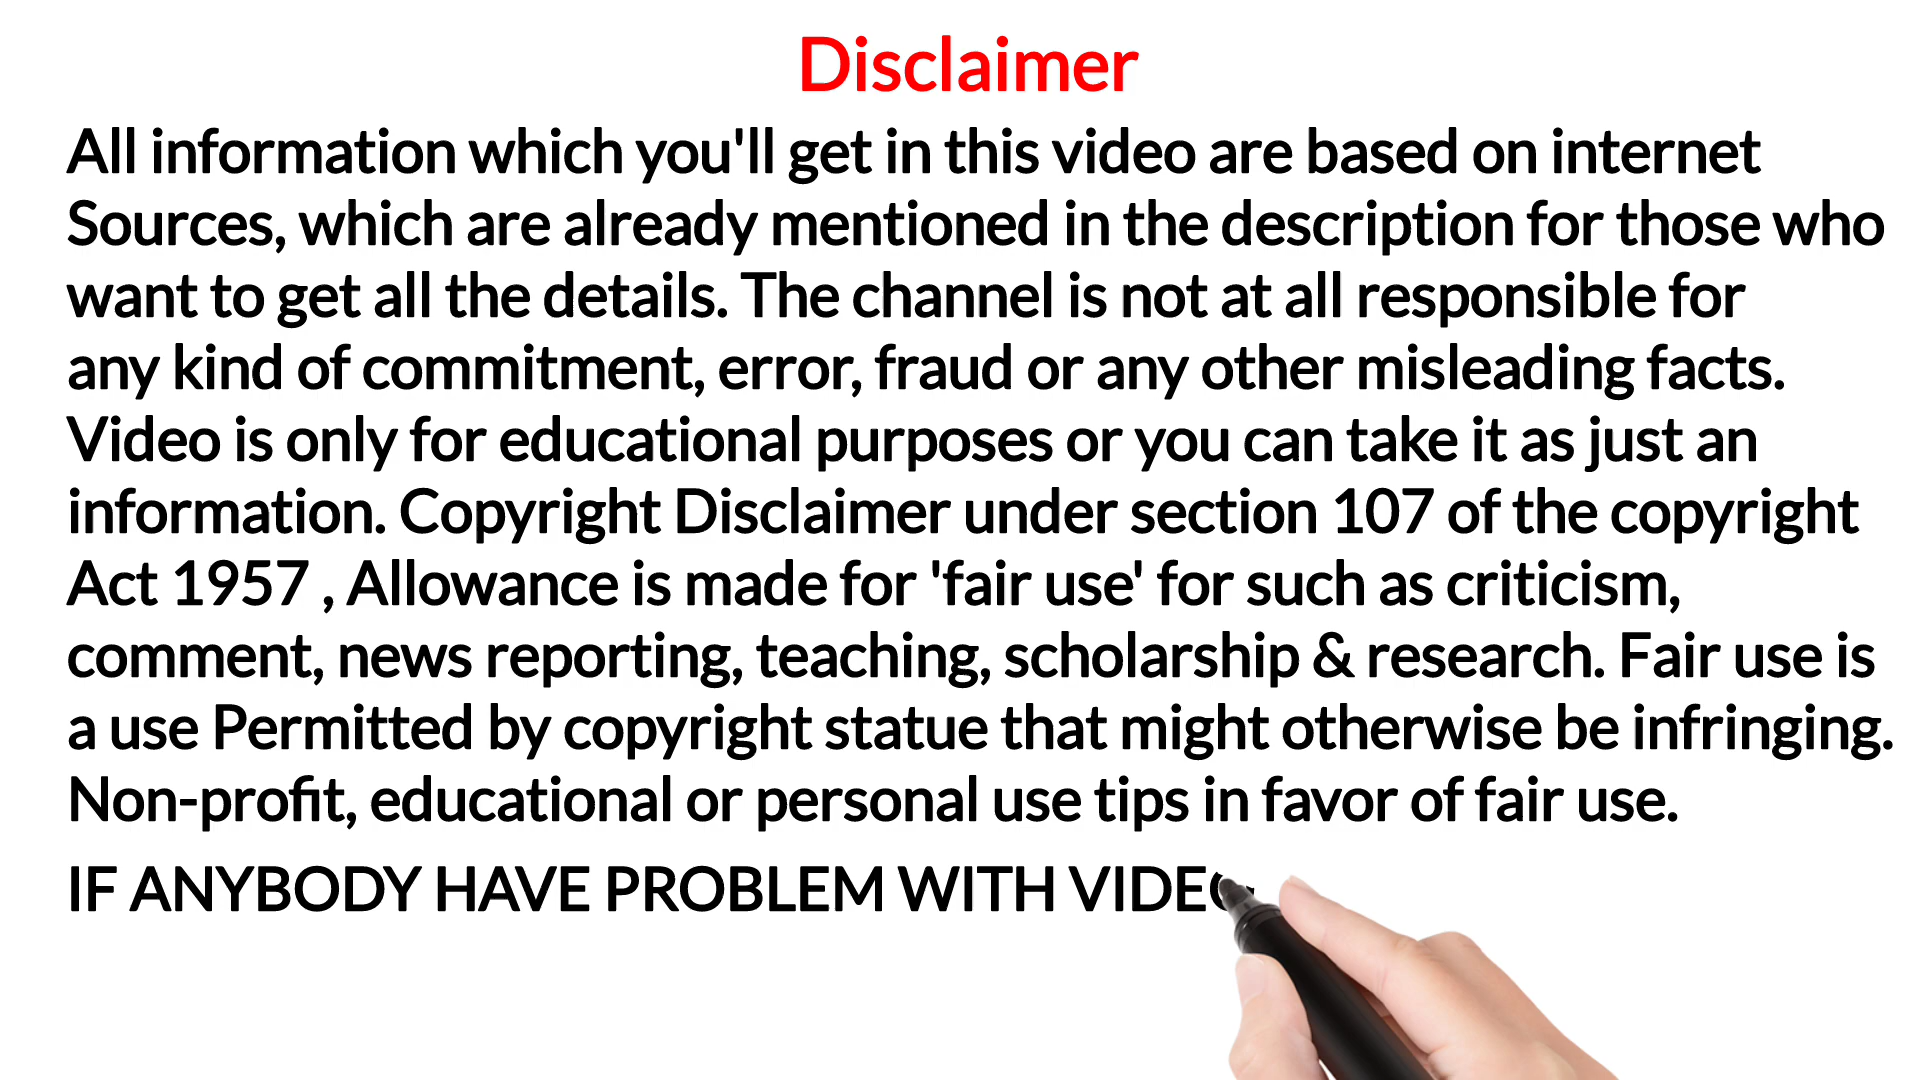 Disclaimer
All information which you'll get in this video are based on internet
Sources, which are already mentioned in the description for those who
want to get all the details. The channel is not at all responsible for
any kind of commitment, error, fraud or any other misleading facts.
Video is only for educational purposes or you can take it as just an
information. Copyright Disclaimer under section 107 of the copyright
Act 1957 , Allowance is made for 'fair use' for such as criticism,
comment, news reporting, teaching, scholarship & research. Fair use is
a use Permitted by copyright statue that might otherwise be infringing.
Non-profit, educational or personal use tips in favor of fair use.
IF ANYBODY HAVE PROBLEM WITH VIDEO